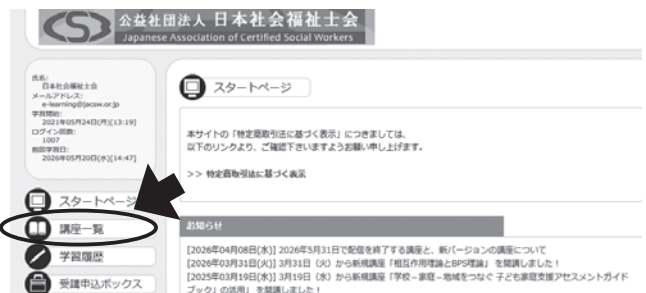 公益社団法人 日本社会福祉士会
Japanese Association of Certified Social Workers
氏名:
日本社会福祉士会
メールアドレス:
e-learning@jacsw.or.jp
学習開始:
2021年05月24日(月)[13:19]
ログイン回数:
1007
前回学習日:
2026年05月20日(水)[14:47]
スタートページ
講座一覧
学習履歴
受講申込ボックス
スタートページ
本サイトの「特定商取引法に基づく表示」につきましては、
以下のリンクより、ご確認下さいますようお願い申し上げます。
>> 特定商取引法に基づく表示
お知らせ
[2026年04月08日(水)] 2026年5月31日で配信を終了する講座と、新バージョンの講座について
[2026年03月31日(火)] 3月31日(火)から新規講座「相互作用理論とBPS理論」を開講しました!
[2025年03月19日(水)] 3月19日(水)から新規講座「学校–家庭–地域をつなぐ 子ども家庭支援アセスメントガイド
ブック」の活用」を開講しました!